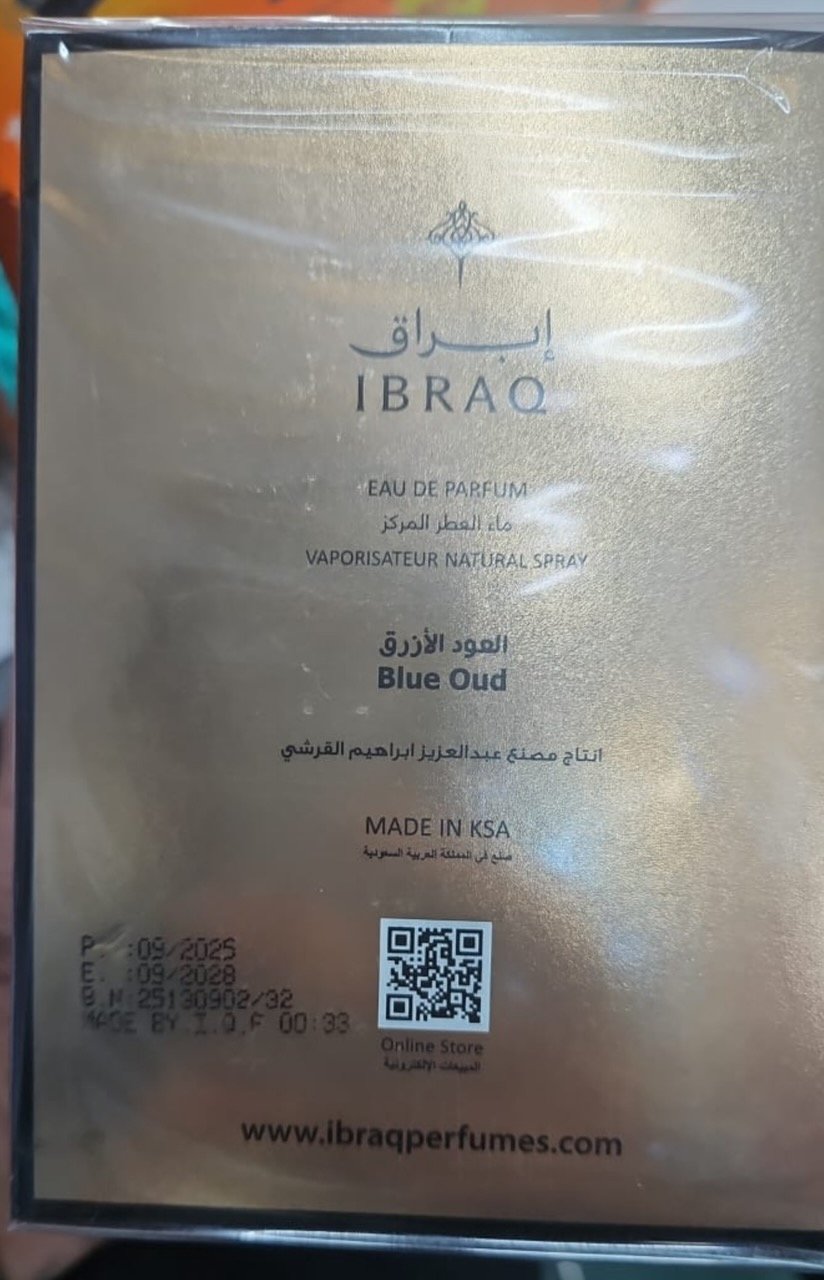 إبراق
IBRAQ
EAU DE PARFUM
ماء العطر المركز
VAPORISATEUR NATURAL SPRAY
العود الأزرق
Blue Oud
انتاج مصنع عبدالعزيز ابراهيم القرشي
MADE IN KSA
صنع في المملكة العربية السعودية
P. :09/2025
E. :09/2028
B.N:25130902/32
MADE BY I.Q.F 00:33
Online Store
المبيعات الإلكترونية
www.ibraqperfumes.com